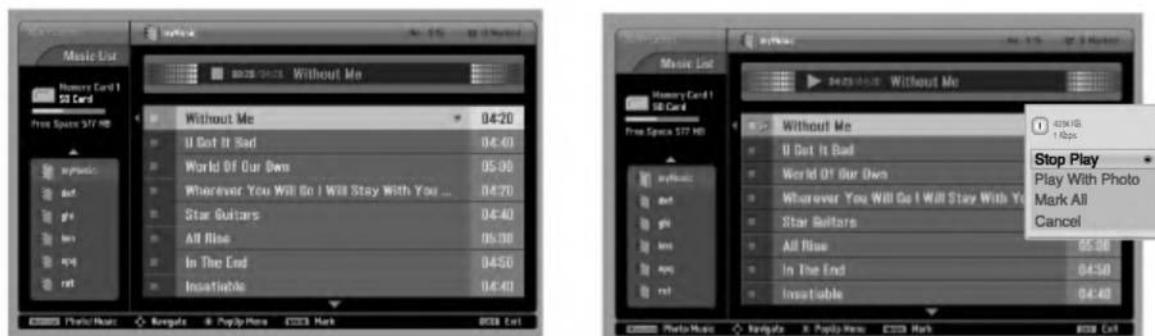 Music List
Memory Card 1
SD Card
Free Space 577 MB
myMusic
Without Me
Without Me 04:20
U Got It Bad 04:40
World Of Our Own 05:00
Wherever You Will Go I Will Stay With You ... 04:20
Star Guitars 04:40
All Rise 05:00
In The End 04:50
Insatiable 04:40
Photo/Music Navigate PopUp Menu Mark Exit
Music List
Memory Card 1
SD Card
Free Space 577 MB
myMusic
Without Me
Without Me
U Got It Bad
World Of Our Own
Wherever You Will Go I Will Stay With Yo
Star Guitars
All Rise 05:00
In The End 04:50
Insatiable 04:40
Stop Play
Play With Photo
Mark All
Cancel
Photo/Music Navigate PopUp Menu Mark Exit